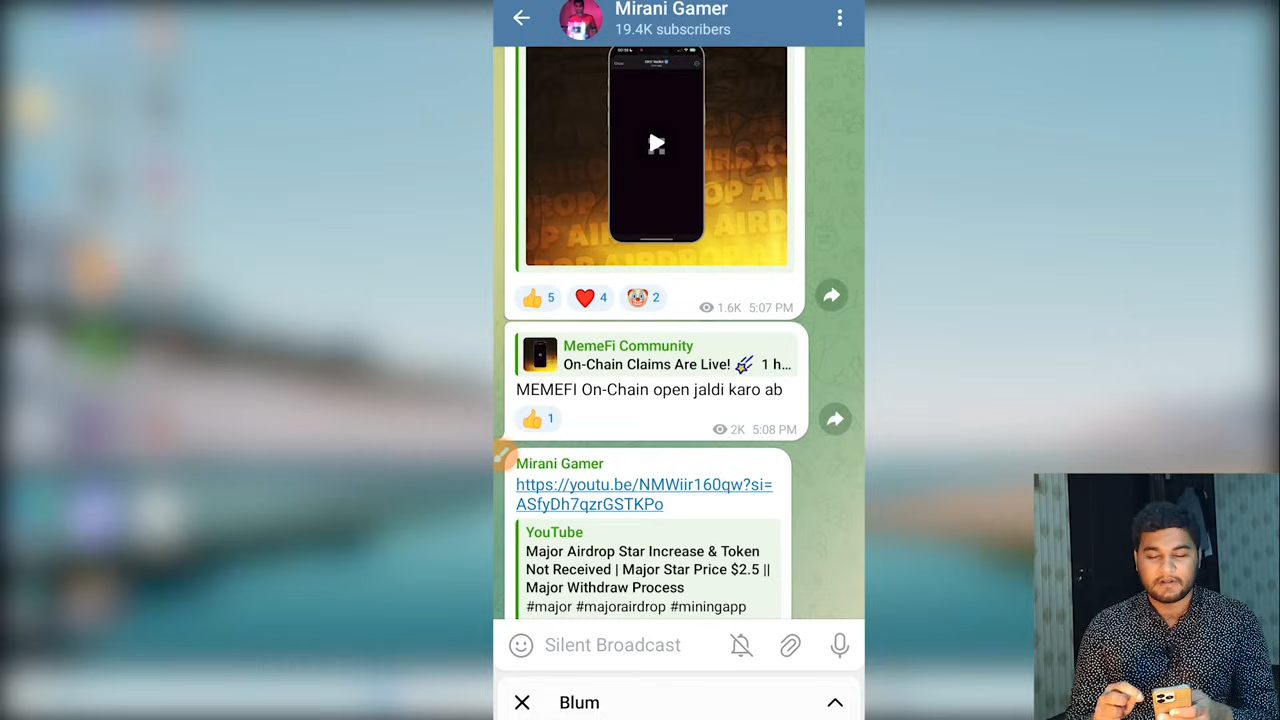 Mirani Gamer
19.4K subscribers
5 4 2
1.6K 5:07 PM
MemeFi Community
On-Chain Claims Are Live! 1 h...
MEMEFI On-Chain open jaldi karo ab
1
2K 5:08 PM
Mirani Gamer
https://youtu.be/NMWiir160qw?si=
ASfyDh7qzrGSTKPo
YouTube
Major Airdrop Star Increase & Token
Not Received | Major Star Price $2.5 ||
Major Withdraw Process
#major #majorairdrop #miningapp
Silent Broadcast
Blum